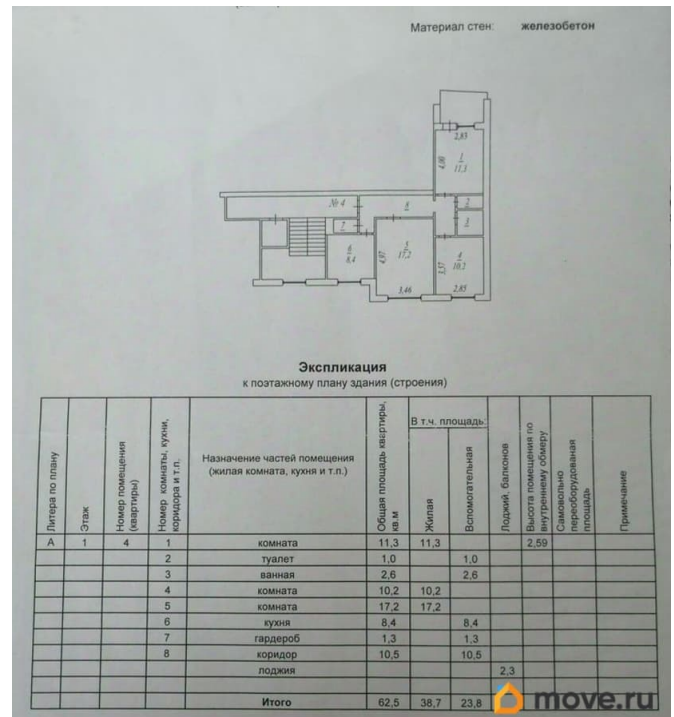 Материал стен: железобетон
2,83
4,00
1
11,3
2
3
№ 4
8
7
6
8,4
4,97
5
17,2
3,46
3,57
4
10,2
2,85
Экспликация
к поэтажному плану здания (строения)
Литера по плану
Этаж
Номер помещения (квартиры)
Номер комнаты, кухни, коридора и т.п.
Назначение частей помещения
(жилая комната, кухня и т.п.)
Общая площадь квартиры, кв.м
В т.ч. площадь:
Жилая
Вспомогательная
Лоджий, балконов
Высота помещения по внутреннему обмеру
Самовольно переоборудованая площадь
Примечание
А 1 4 1 комната 11,3 11,3 2,59
2 туалет 1,0 1,0
3 ванная 2,6 2,6
4 комната 10,2 10,2
5 комната 17,2 17,2
6 кухня 8,4 8,4
7 гардероб 1,3 1,3
8 коридор 10,5 10,5
лоджия 2,3
Итого 62,5 38,7 23,8
move.ru